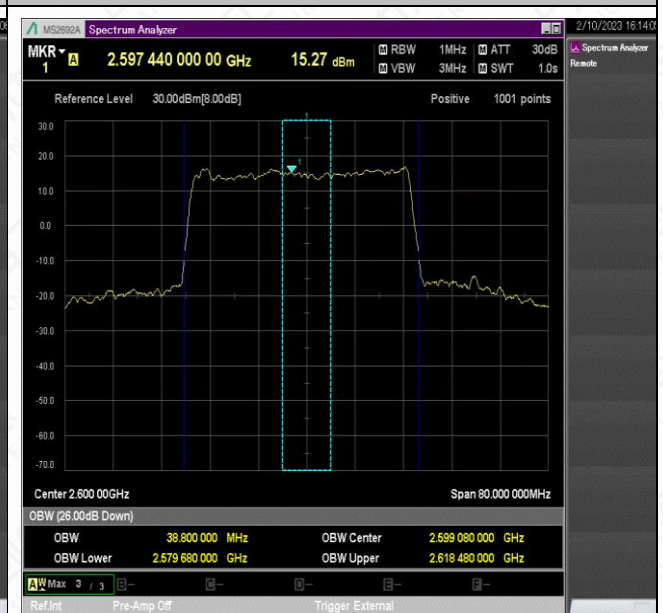 MS2692A Spectrum Analyzer
2/10/2023 16:14:0
MKR A 2.597 440 000 00 GHz 15.27 dBm M RBW 1MHz M ATT 30dB
1 M VBW 3MHz M SWT 1.0s
Spectrum Analyzer
Remote
Reference Level 30.00dBm[8.00dB] Positive 1001 points
1
30.0
20.0
1
10.0
0.0
-10.0
-20.0
-30.0
-40.0
-50.0
-60.0
-70.0
Center 2.600 00GHz Span 80.000 000MHz
OBW (26.00dB Down)
OBW 38.800 000 MHz OBW Center 2.599 080 000 GHz
OBW Lower 2.579 680 000 GHz OBW Upper 2.618 480 000 GHz
A W Max 3 / 3 B- C- D- E- F-
Ref.Int Pre-Amp Off Trigger External